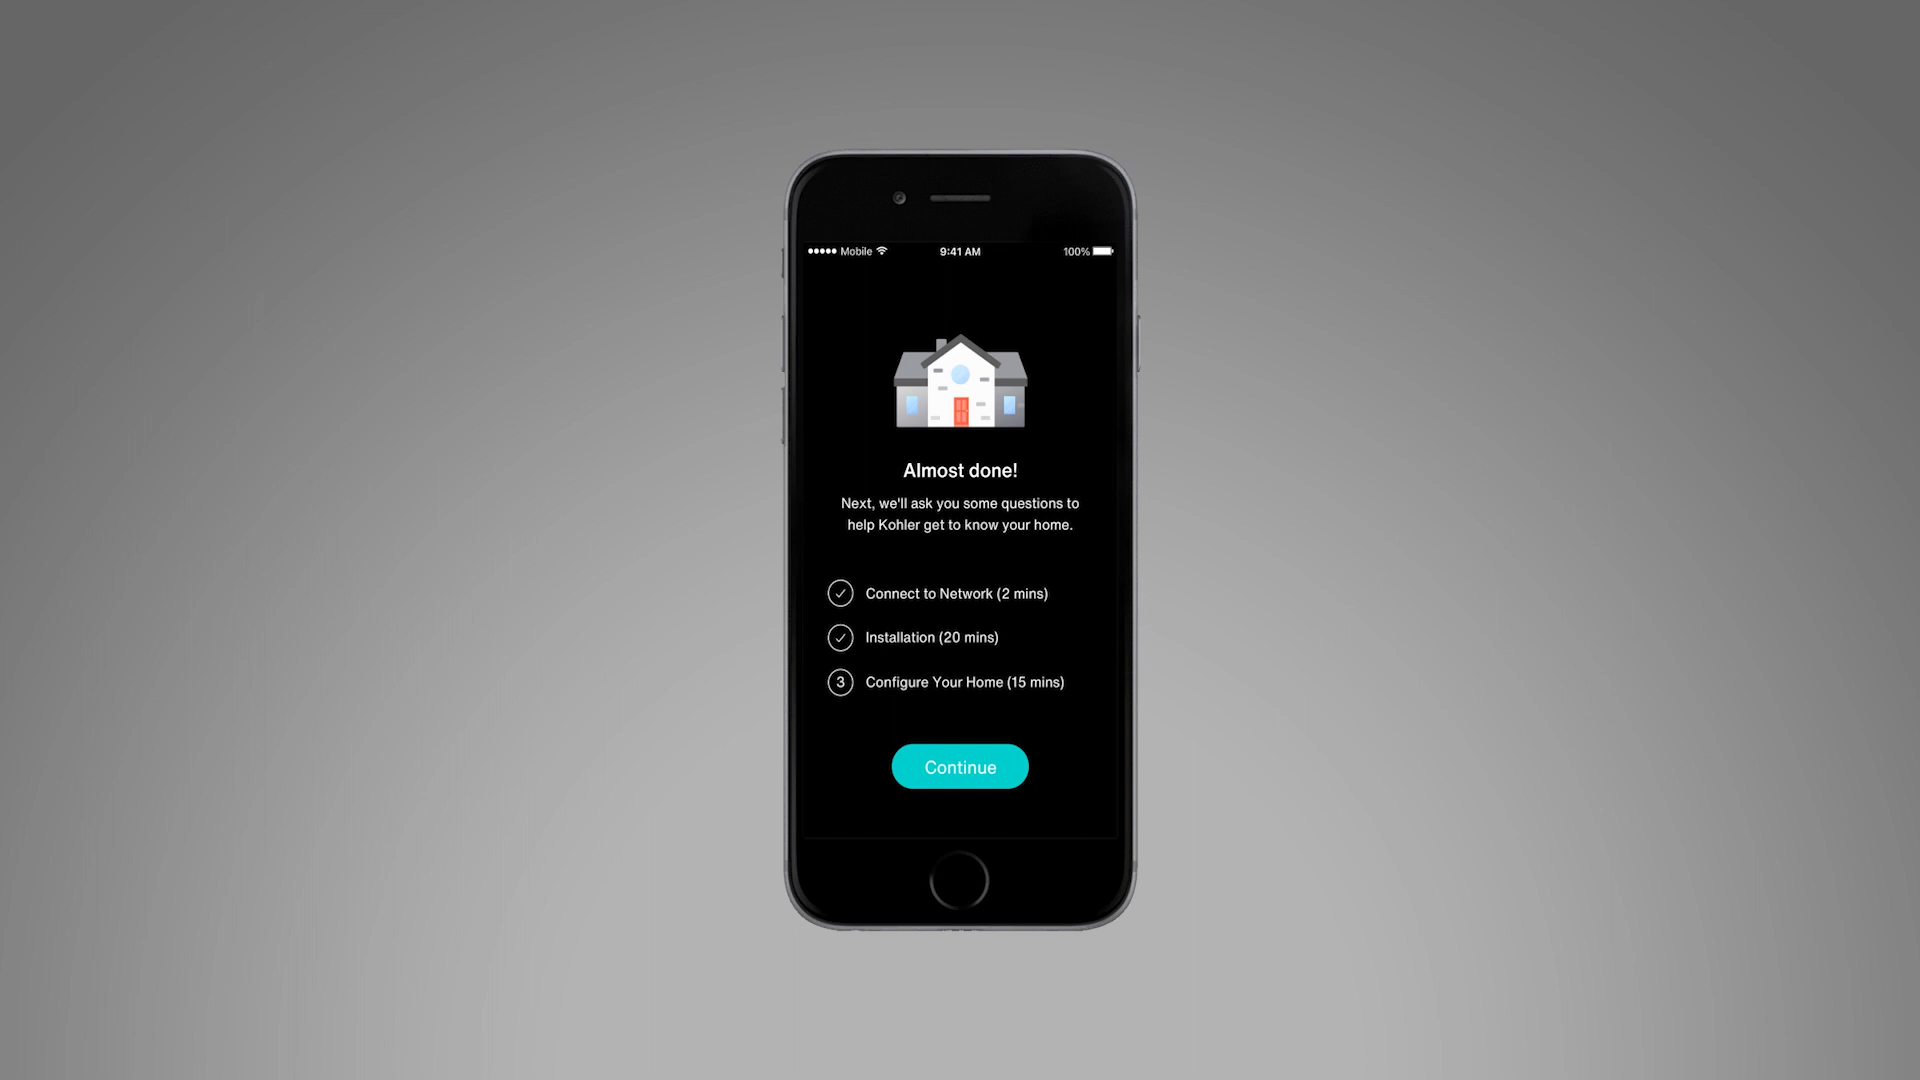 Mobile 9:41 AM 100%
Almost done!
Next, we'll ask you some questions to
help Kohler get to know your home.
Connect to Network (2 mins)
Installation (20 mins)
3 Configure Your Home (15 mins)
Continue